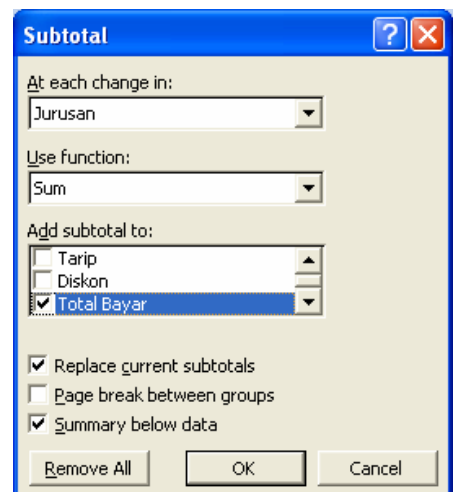 Subtotal
At each change in:
Jurusan
Use function:
Sum
Add subtotal to:
Tarip
Diskon
Total Bayar
Replace current subtotals
Page break between groups
Summary below data
Remove All OK Cancel